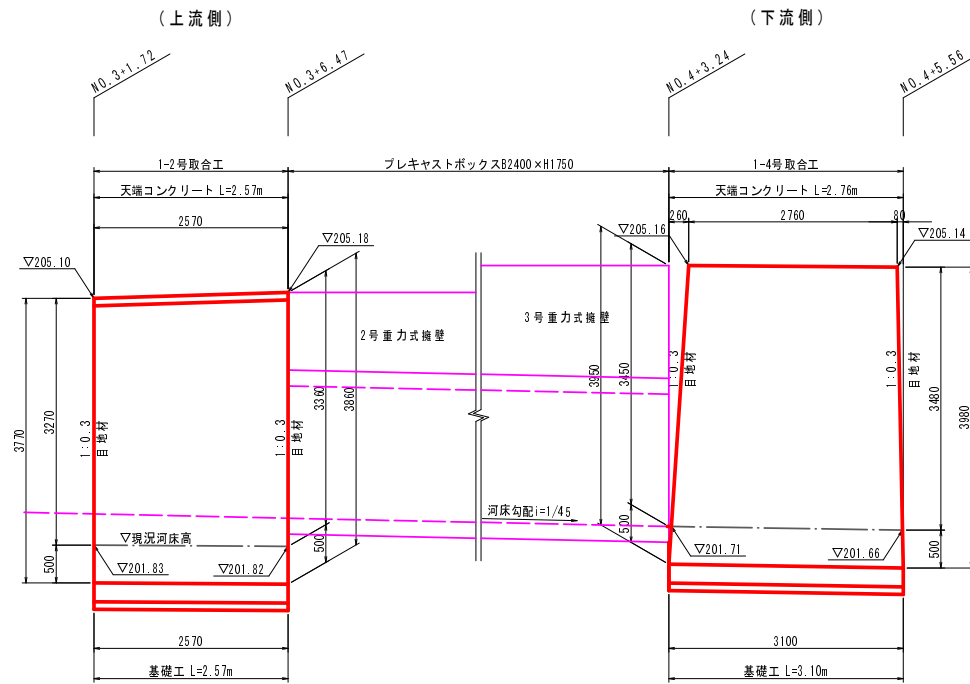 (上流側)
(下流側)
NO.3+1.72
NO.3+6.47
NO.4+3.24
NO.4+5.56
1-2号取合工
プレキャストボックスB2400×H1750
1-4号取合工
天端コンクリート L=2.57m
天端コンクリート L=2.76m
2570
260
2760
80
▽205.10
▽205.18
▽205.16
▽205.14
2号重力式擁壁
3号重力式擁壁
3770
3270
1:0.3
目地材
1:0.3
目地材
3360
3860
3950
3450
1:0.3
目地材
1:0.3
目地材
3480
3980
河床勾配i=1/45
▽現況河床高
500
500
500
500
▽201.83
▽201.82
▽201.71
▽201.66
2570
3100
基礎工 L=2.57m
基礎工 L=3.10m